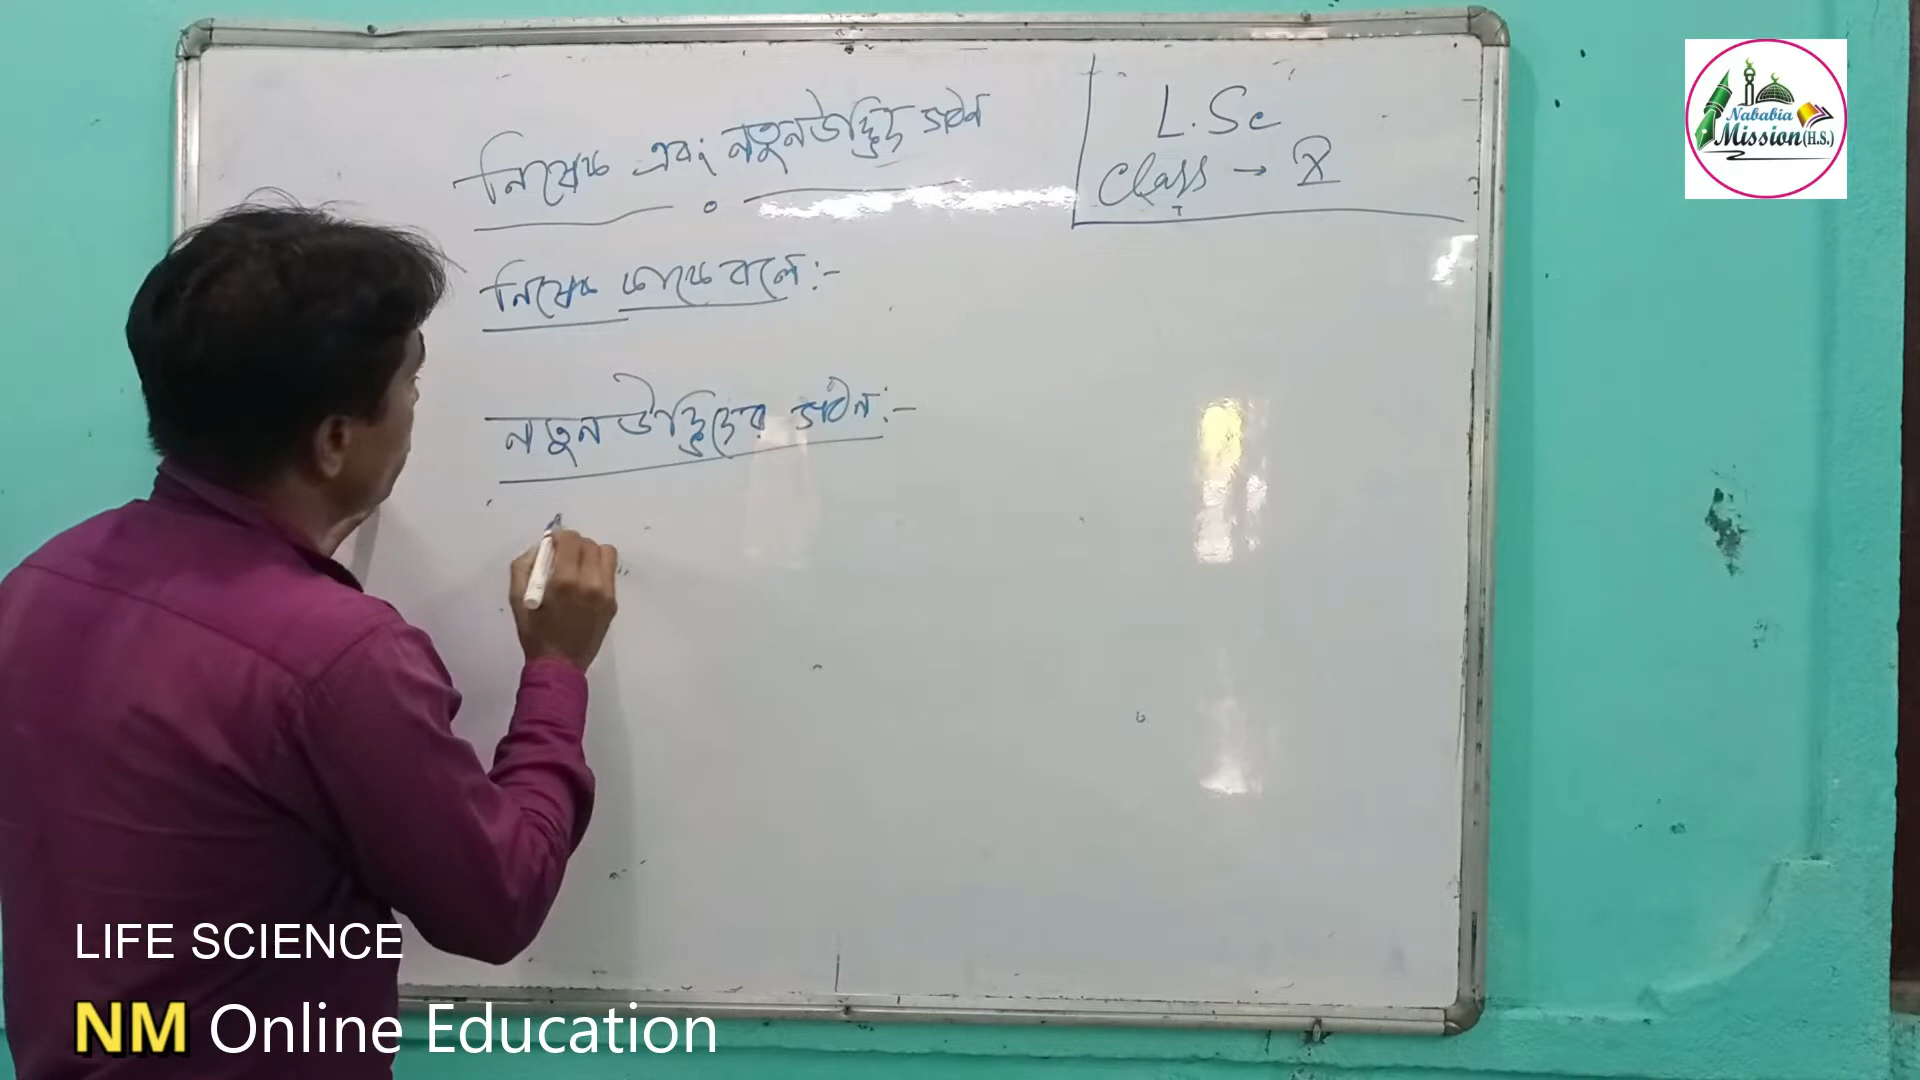 নিষেক এবং নতুন উদ্ভিদ গঠন
L.Sc
Class → X
নিষেক কাকে বলে:-
নতুন উদ্ভিদের গঠন:-
Nababia
Mission (H.S.)
LIFE SCIENCE
NM Online Education